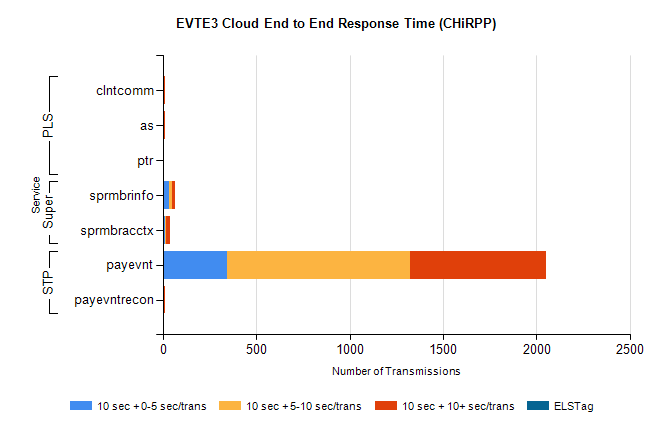 EVTE3 Cloud End to End Response Time (CHiRPP)
Service
PLS
clntcomm
as
ptr
Super
sprmbrinfo
sprmbracctx
STP
payevnt
payevntrecon
0 500 1000 1500 2000 2500
Number of Transmissions
10 sec +0-5 sec/trans 10 sec +5-10 sec/trans 10 sec + 10+ sec/trans ELSTag